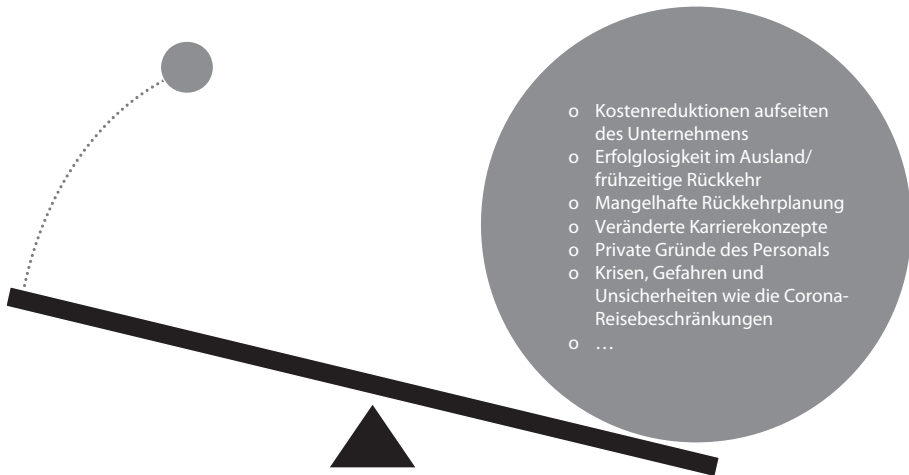 o Kostenreduktionen aufseiten
des Unternehmens
o Erfolglosigkeit im Ausland/
frühzeitige Rückkehr
o Mangelhafte Rückkehrplanung
o Veränderte Karrierekonzepte
o Private Gründe des Personals
o Krisen, Gefahren und
Unsicherheiten wie die Corona-
Reisebeschränkungen
o …